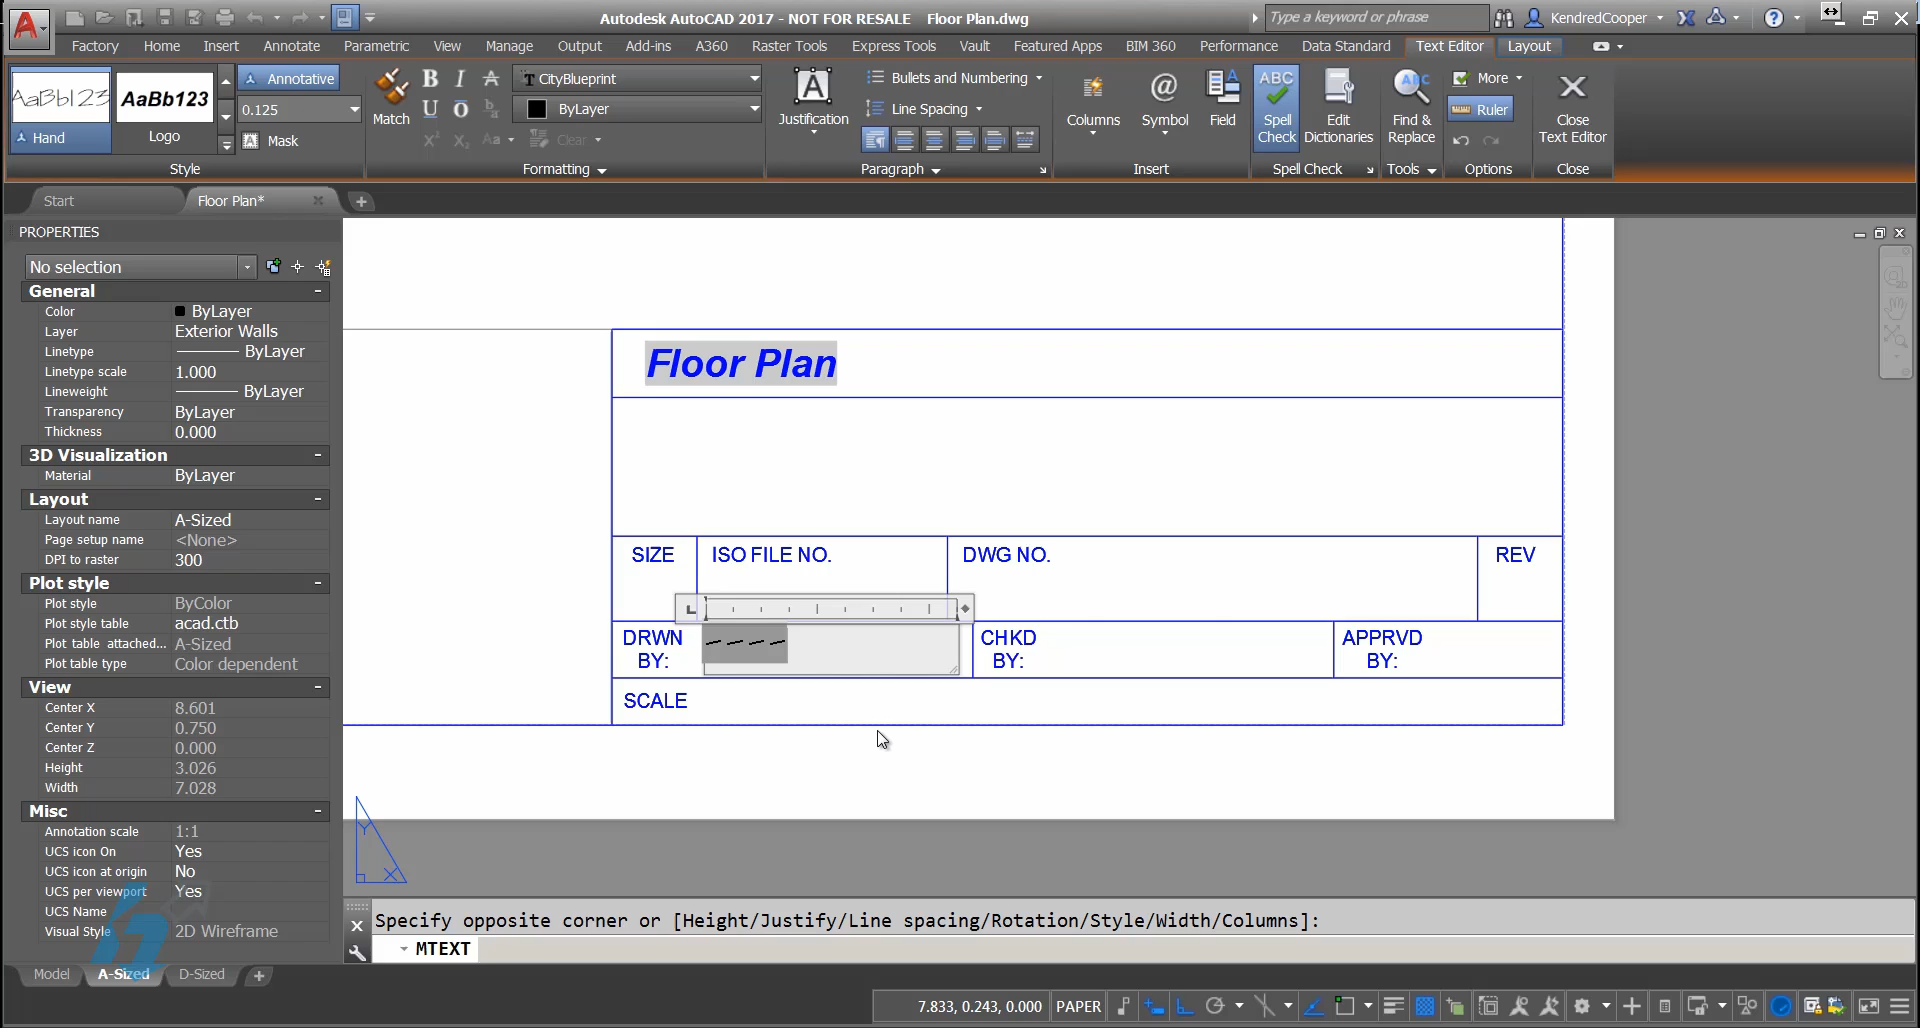 Autodesk AutoCAD 2017 - NOT FOR RESALE Floor Plan.dwg
Type a keyword or phrase
KendredCooper
Factory Home Insert Annotate Parametric View Manage Output Add-ins A360 Raster Tools Express Tools Vault Featured Apps BIM 360 Performance Data Standard Text Editor Layout
AaBb123 Hand
AaBb123 Logo
Annotative
0.125
Mask
Style
Match
CityBlueprint
ByLayer
Clear
Formatting
Justification
Bullets and Numbering
Line Spacing
Paragraph
Columns
Symbol
Field
Insert
ABC
Spell
Check
Edit
Dictionaries
Spell Check
ABC
Find &
Replace
Tools
More
Ruler
Options
Close
Text Editor
Close
Start
Floor Plan*
PROPERTIES
No selection
General
Color ByLayer
Layer Exterior Walls
Linetype ByLayer
Linetype scale 1.000
Lineweight ByLayer
Transparency ByLayer
Thickness 0.000
3D Visualization
Material ByLayer
Layout
Layout name A-Sized
Page setup name <None>
DPI to raster 300
Plot style
Plot style ByColor
Plot style table acad.ctb
Plot table attached... A-Sized
Plot table type Color dependent
View
Center X 8.601
Center Y 0.750
Center Z 0.000
Height 3.026
Width 7.028
Misc
Annotation scale 1:1
UCS icon On Yes
UCS icon at origin No
UCS per viewport Yes
UCS Name
Visual Style 2D Wireframe
Floor Plan
SIZE
ISO FILE NO.
DWG NO.
REV
DRWN
BY:
----
CHKD
BY:
APPRVD
BY:
SCALE
Y
X
Specify opposite corner or [Height/Justify/Line spacing/Rotation/Style/Width/Columns]:
MTEXT
Model A-Sized D-Sized
7.833, 0.243, 0.000 PAPER